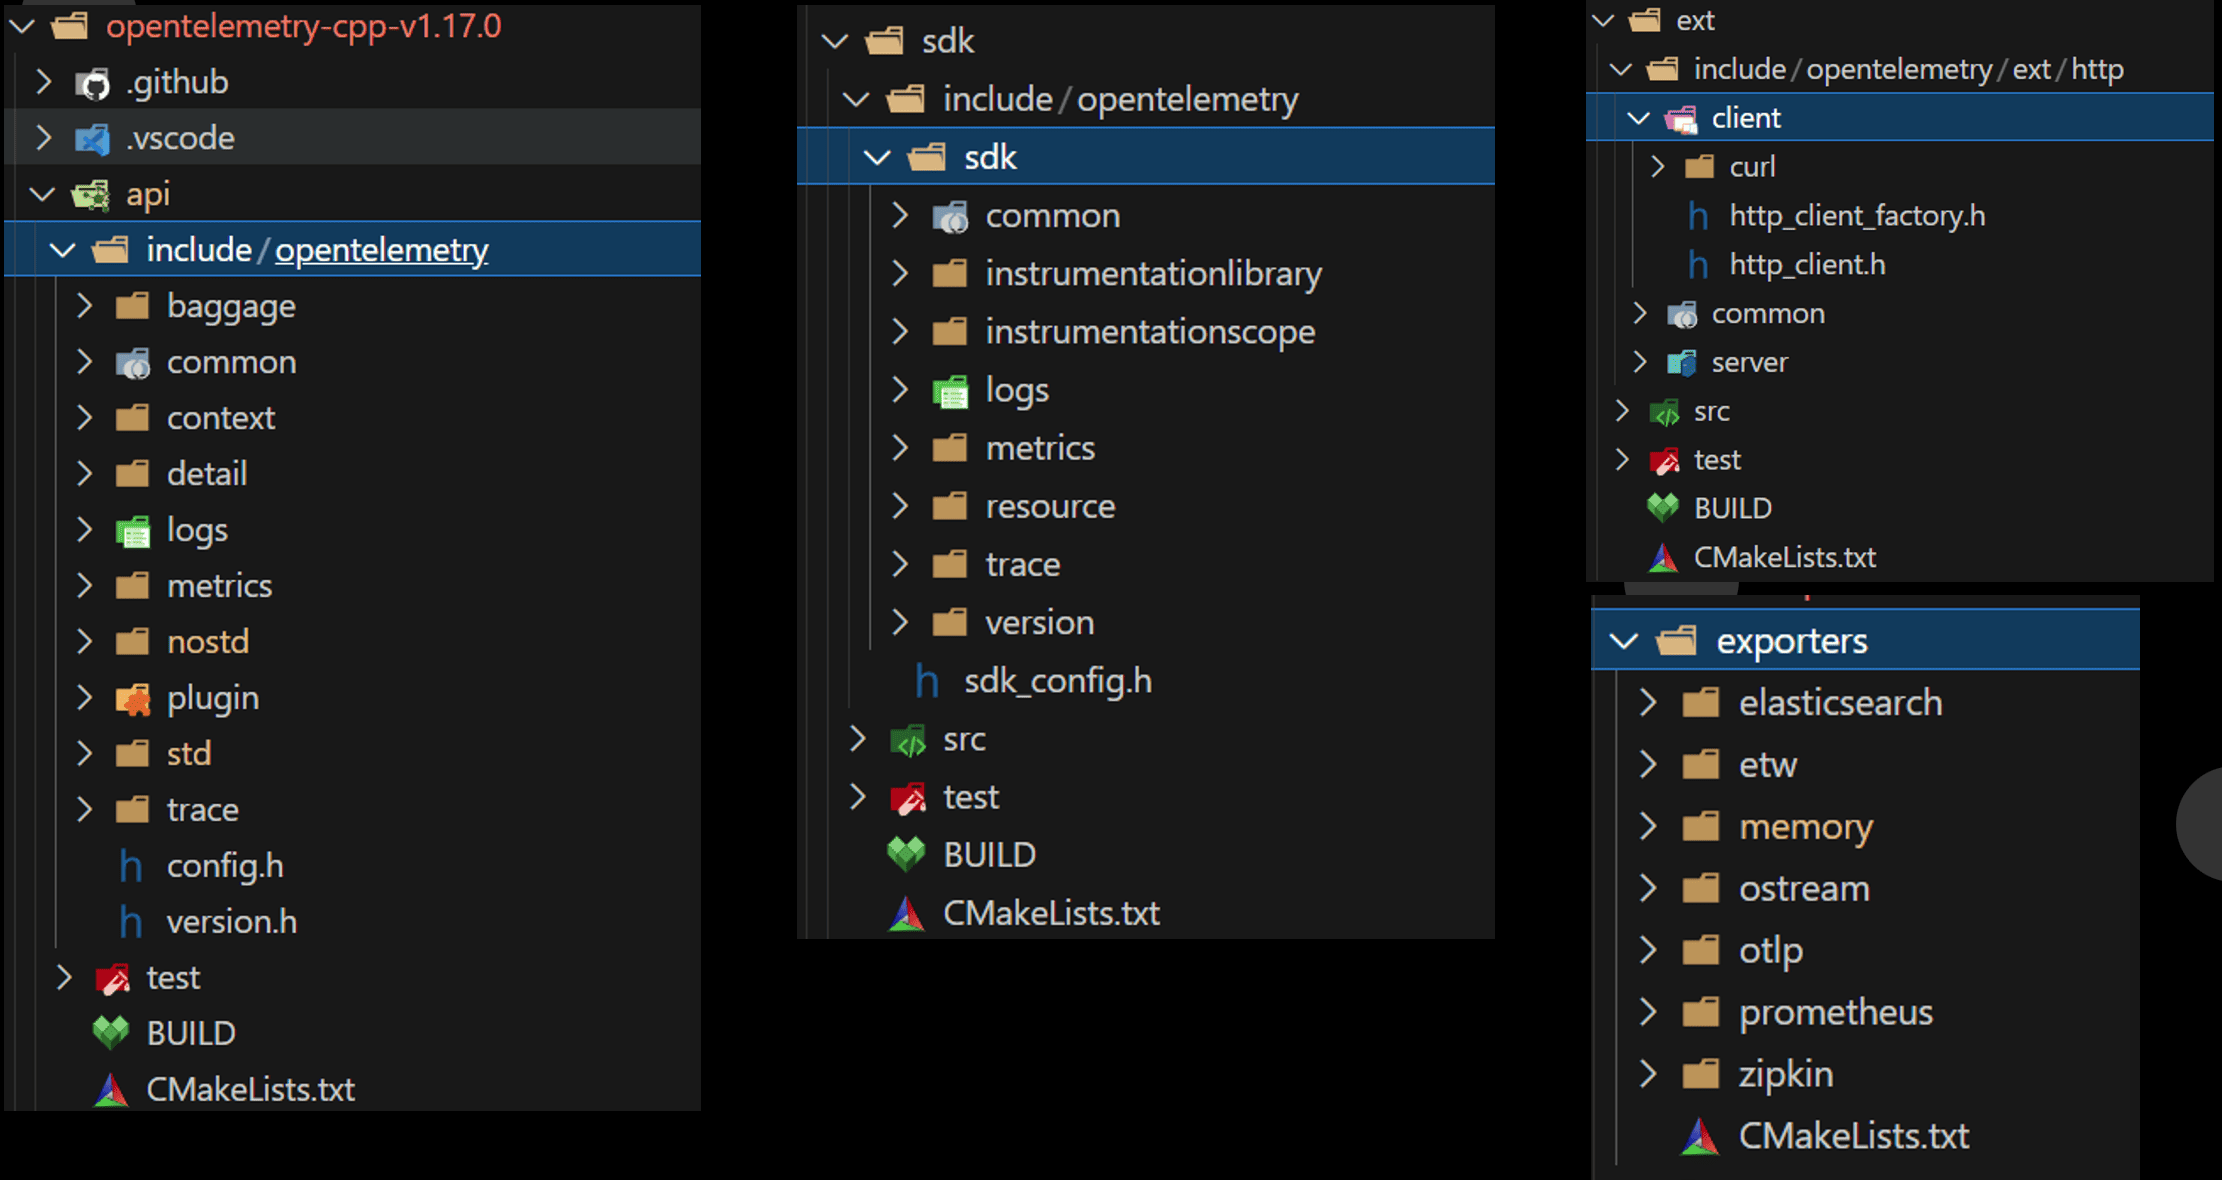 opentelemetry-cpp-v1.17.0
.github
.vscode
api
include / opentelemetry
baggage
common
context
detail
logs
metrics
nostd
plugin
std
trace
config.h
version.h
test
BUILD
CMakeLists.txt
sdk
include / opentelemetry
sdk
common
instrumentationlibrary
instrumentationscope
logs
metrics
resource
trace
version
sdk_config.h
src
test
BUILD
CMakeLists.txt
ext
include / opentelemetry / ext / http
client
curl
http_client_factory.h
http_client.h
common
server
src
test
BUILD
CMakeLists.txt
exporters
elasticsearch
etw
memory
ostream
otlp
prometheus
zipkin
CMakeLists.txt